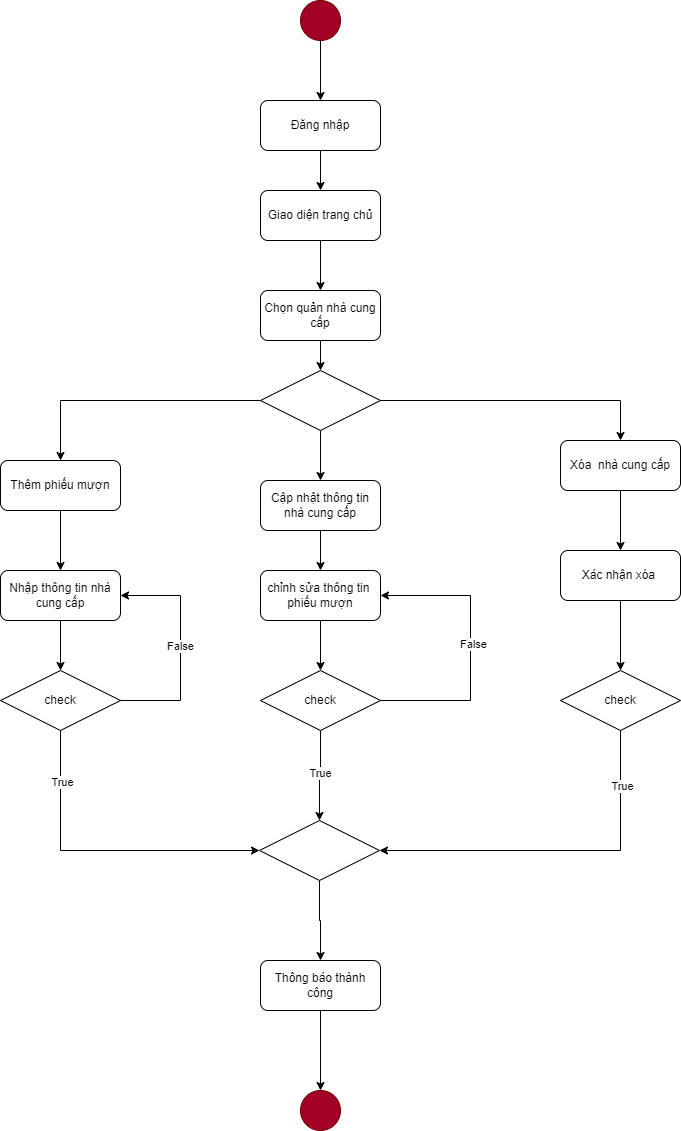 Đăng nhập
Giao diện trang chủ
Chọn quản nhà cung
cấp
Thêm phiếu mượn
Cập nhật thông tin
nhà cung cấp
Xóa nhà cung cấp
Nhập thông tin nhà
cung cấp
chỉnh sửa thông tin
phiếu mượn
Xác nhận xóa
False
False
check
check
check
True
True
True
Thông báo thành
công